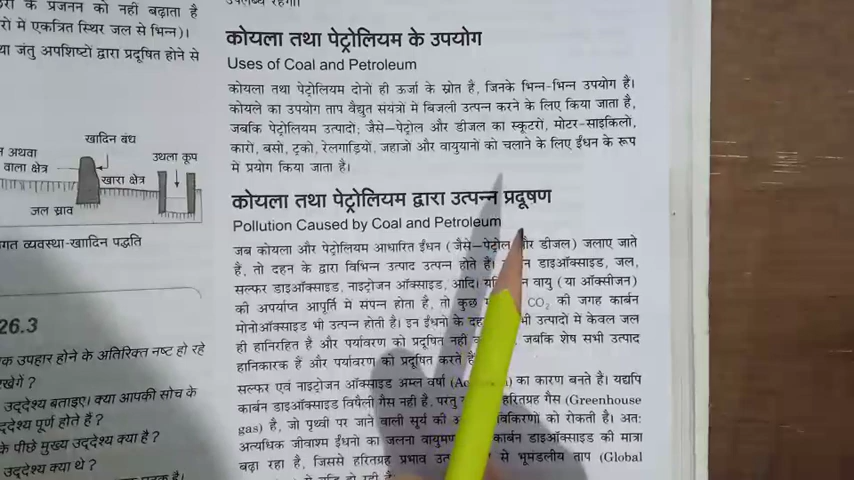 रों के प्रजनन को नहीं बढ़ाता है
रो में एकत्रित स्थिर जल से भिन्न)।
या जंतु अपशिष्टों द्वारा प्रदूषित होने से
खादिन बंध
अथवा
वाला क्षेत्र
खारा क्षेत्र
उथला कूप
जल स्राव
गत व्यवस्था-खादिन पद्धति
26.3
क उपहार होने के अतिरिक्त नष्ट हो रहे
रखेंगे ?
उद्देश्य बताइए। क्या आपकी सोच के
द्देश्य पूर्ण होते हैं ?
के पीछे मुख्य उद्देश्य क्या है ?
उद्देश्य क्या थे ?
उपलब्ध रहेगा।
कोयला तथा पेट्रोलियम के उपयोग
Uses of Coal and Petroleum
कोयला तथा पेट्रोलियम दोनों ही ऊर्जा के स्रोत है, जिनके भिन्न-भिन्न उपयोग हैं।
कोयले का उपयोग ताप वैद्युत संयंत्रो में बिजली उत्पन्न करने के लिए किया जाता है,
जबकि पेट्रोलियम उत्पादों; जैसे—पेट्रोल और डीजल का स्कूटरों, मोटर-साइकिलो,
कारो, बसो, ट्रको, रेलगाड़ियों, जहाजो और वायुयानों को चलाने के लिए ईंधन के रूप
में प्रयोग किया जाता है।
कोयला तथा पेट्रोलियम द्वारा उत्पन्न प्रदूषण
Pollution Caused by Coal and Petroleum
जब कोयला और पेट्रोलियम आधारित ईंधन (जैसे—पेट्रोल और डीजल) जलाए जाते
है, तो दहन के द्वारा विभिन्न उत्पाद उत्पन्न होते हैं। डाइऑक्साइड, जल,
सल्फर डाइऑक्साइड, नाइट्रोजन ऑक्साइड, आदि। वायु (या ऑक्सीजन)
की अपर्याप्त आपूर्ति में संपन्न होता है, तो कुछ CO₂ की जगह कार्बन
मोनोऑक्साइड भी उत्पन्न होती है। इन ईंधनो के उत्पादों में केवल जल
ही हानिरहित है और पर्यावरण को प्रदूषित नहीं जबकि शेष सभी उत्पाद
हानिकारक हैं और पर्यावरण को प्रदूषित करते
सल्फर एवं नाइट्रोजन ऑक्साइड अम्ल वर्षा का कारण बनते हैं। यद्यपि
कार्बन डाइऑक्साइड विषैली गैस नहीं है, परंतु हरितग्रह गैस (Greenhouse
gas) है, जो पृथ्वी पर जाने वाली सूर्य की को रोकती है। अत:
अत्यधिक जीवाश्म ईंधनो का जलना कार्बन डाइऑक्साइड की मात्रा
बढ़ा रहा है, जिससे हरितग्रह प्रभाव से भूमंडलीय ताप (Global